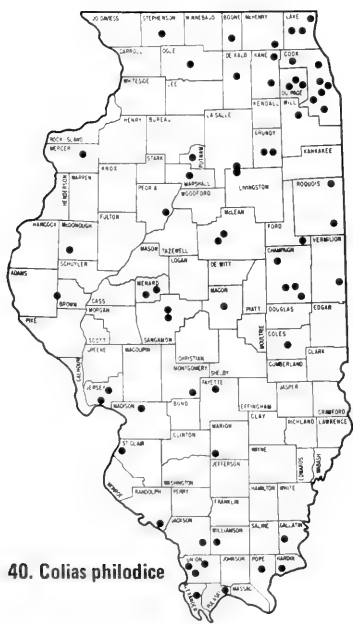 JO DAVIESS STEPHENSON WINNEBAGO BOONE McHENRY LAKE
CARROLL OGLE DE KALB KANE COOK
DU PAGE
WHITESIDE LEE
KENDALL WILL
HENRY BUREAU LA SALLE
ROCK ISLAND GRUNDY
MERCER PUTNAM KANKAKEE
STARK
KNOX MARSHALL LIVINGSTON
HENDERSON WARREN PEORIA WOODFORD IROQUOIS
FULTON McLEAN FORD
HANCOCK McDONOUGH TAZEWELL VERMILION
MASON CHAMPAIGN
SCHUYLER LOGAN DE WITT
ADAMS MENARD
BROWN CASS MACON PIATT
MORGAN DOUGLAS EDGAR
PIKE SANGAMON MOULTRIE
SCOTT CHRISTIAN COLES
GREENE MACOUPIN MONTGOMERY SHELBY CUMBERLAND CLARK
CALHOUN
JERSEY FAYETTE JASPER
MADISON BOND EFFINGHAM CRAWFORD
CLAY RICHLAND LAWRENCE
CLINTON MARION
ST CLAIR WAYNE WABASH
JEFFERSON EDWARDS
WASHINGTON
MONROE RANDOLPH PERRY HAMILTON WHITE
FRANKLIN
JACKSON
WILLIAMSON SALINE GALLATIN
UNION JOHNSON POPE HARDIN
ALEXANDER PULASKI MASSAC
40. Colias philodice